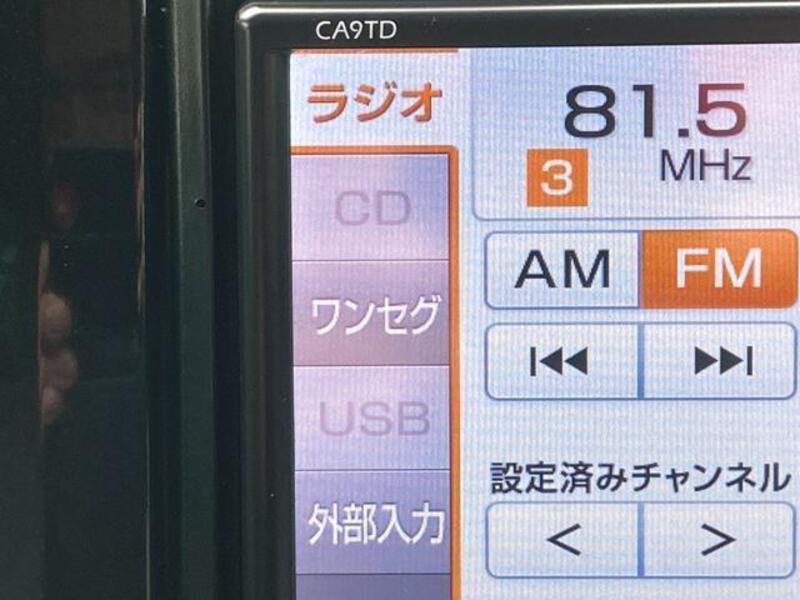 CA9TD
ラジオ
81.5
3
MHz
CD
AM FM
ワンセグ
USB
設定済みチャンネル
外部入力
< >